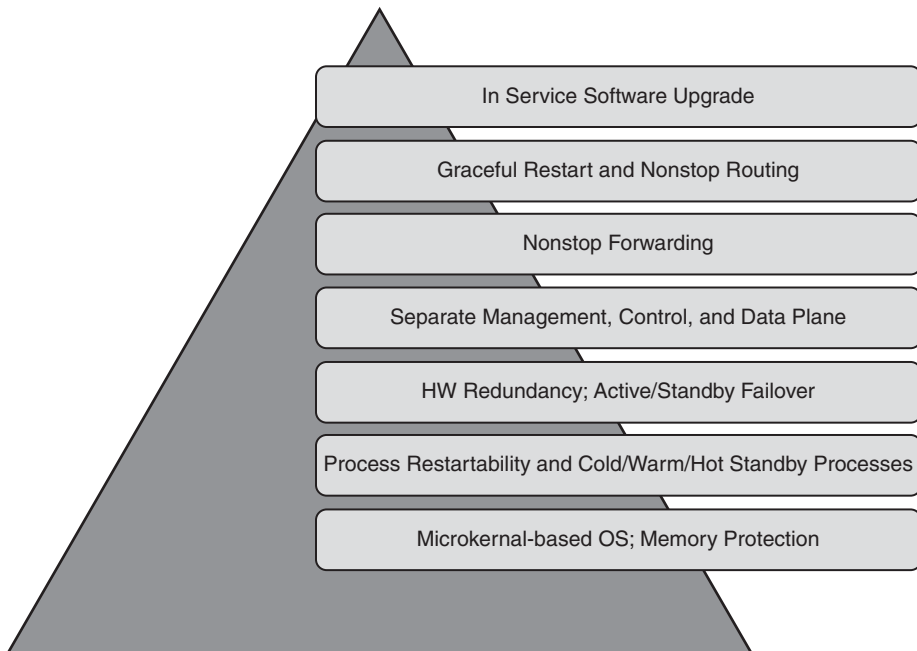 In Service Software Upgrade
Graceful Restart and Nonstop Routing
Nonstop Forwarding
Separate Management, Control, and Data Plane
HW Redundancy; Active/Standby Failover
Process Restartability and Cold/Warm/Hot Standby Processes
Microkernal-based OS; Memory Protection